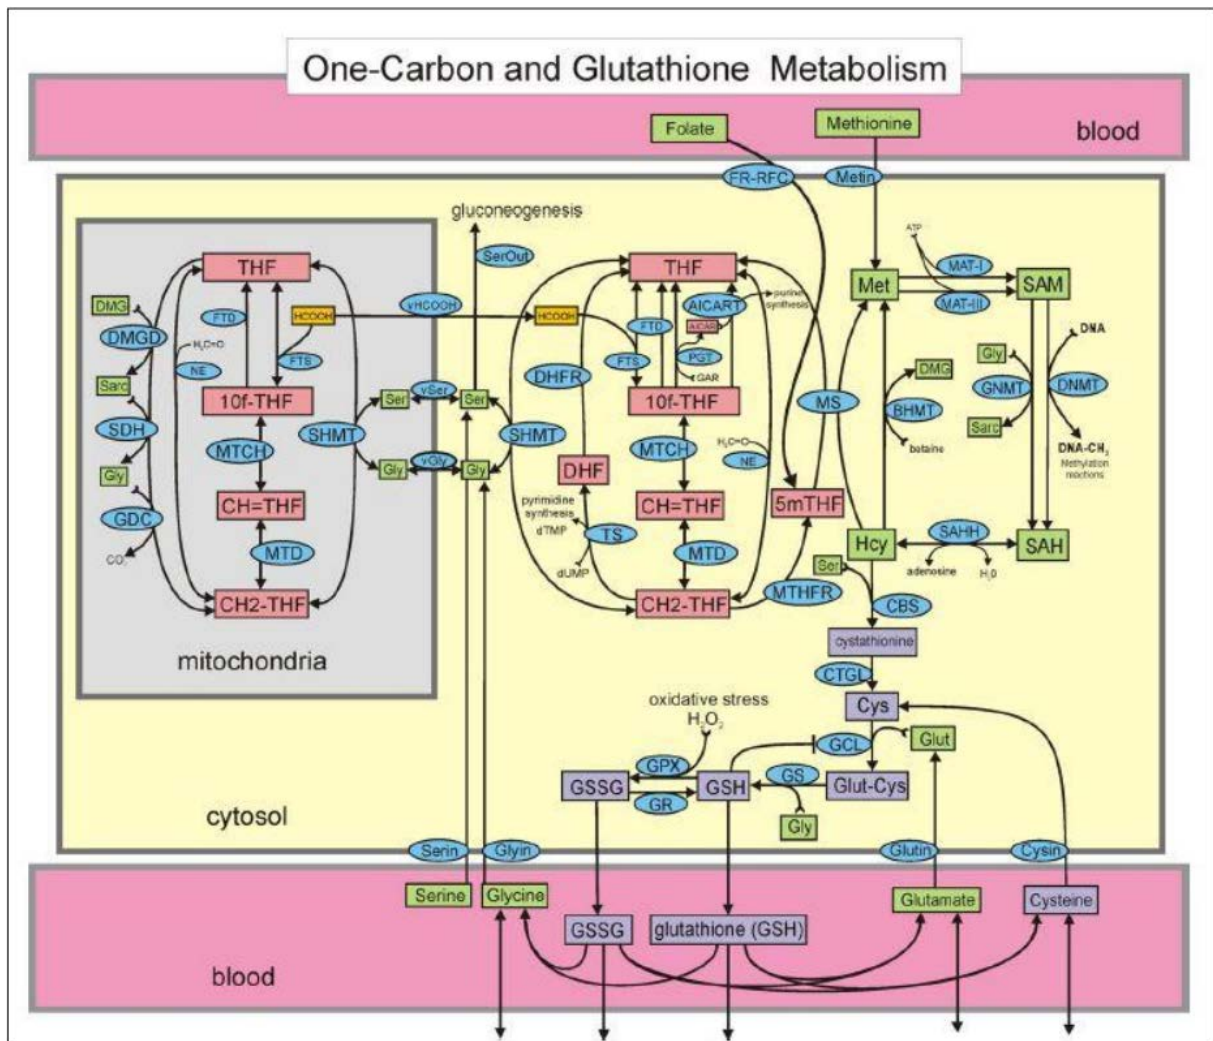 One-Carbon and Glutathione Metabolism
Folate
Methionine
blood
FR-RFC
Metin
gluconeogenesis
SerOut
THF
DMG
DMGD
FTD
H₂C=O
NE
HCOOH
FTS
vHCOOH
HCOOH
Sarc
10f-THF
SDH
MTCH
SHMT
Gly
GDC
CH=THF
CO₂
MTD
CH2-THF
mitochondria
Ser
vSer
Ser
Gly
vGly
Gly
SHMT
THF
AICART
purine
synthesis
AICAR
FTD
FTS
PGT
GAR
DHFR
10f-THF
MTCH
H₂C=O
NE
DHF
pyrimidine
synthesis
dTMP
TS
dUMP
CH=THF
MTD
CH2-THF
5mTHF
MTHFR
MS
ATP
Met
MAT-I
MAT-III
SAM
DMG
BHMT
betaine
Gly
GNMT
Sarc
DNA
DNMT
DNA-CH₃
Methylation
reactions
Hcy
SAHH
SAH
adenosine
H₂0
Ser
CBS
cystathionine
CTGL
Cys
oxidative stress
H₂O₂
GCL
Glut
GPX
GSSG
GSH
GS
Glut-Cys
GR
Gly
cytosol
Serin
Glyin
Glutin
Cysin
Serine
Glycine
Glutamate
Cysteine
GSSG
glutathione (GSH)
blood